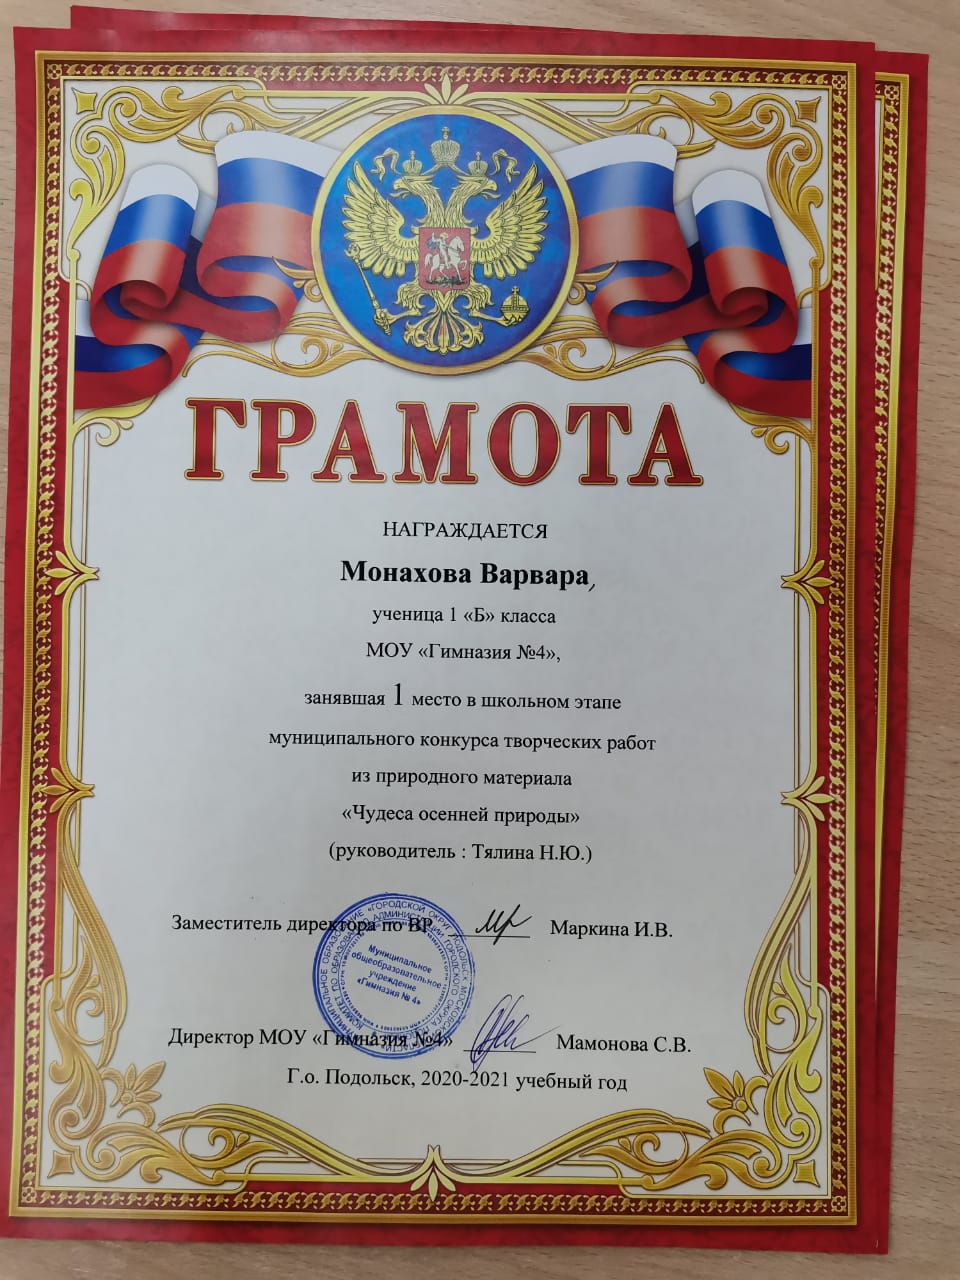 ГРАМОТА
НАГРАЖДАЕТСЯ
Монахова Варвара,
ученица 1 «Б» класса
МОУ «Гимназия №4»,
занявшая 1 место в школьном этапе
муниципального конкурса творческих работ
из природного материала
«Чудеса осенней природы»
(руководитель : Тялина Н.Ю.)
Заместитель директора по ВР Маркина И.В.
Муниципальное
общеобразовательное
учреждение
«Гимназия № 4»
Директор МОУ «Гимназия №4» Мамонова С.В.
Г.о. Подольск, 2020-2021 учебный год